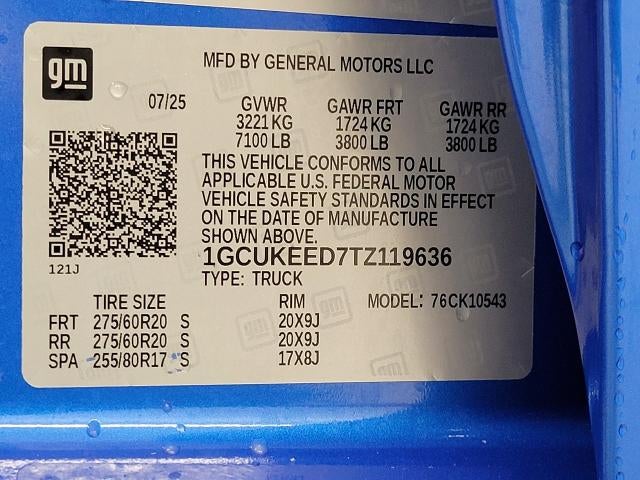 gm
MFD BY GENERAL MOTORS LLC
07/25 GVWR GAWR FRT GAWR RR
3221 KG 1724 KG 1724 KG
7100 LB 3800 LB 3800 LB
THIS VEHICLE CONFORMS TO ALL
APPLICABLE U.S. FEDERAL MOTOR
VEHICLE SAFETY STANDARDS IN EFFECT
ON THE DATE OF MANUFACTURE
SHOWN ABOVE.
1GCUKEED7TZ119636
121J
TYPE: TRUCK
TIRE SIZE RIM MODEL: 76CK10543
FRT 275/60R20 S 20X9J
RR 275/60R20 S 20X9J
SPA 255/80R17 S 17X8J